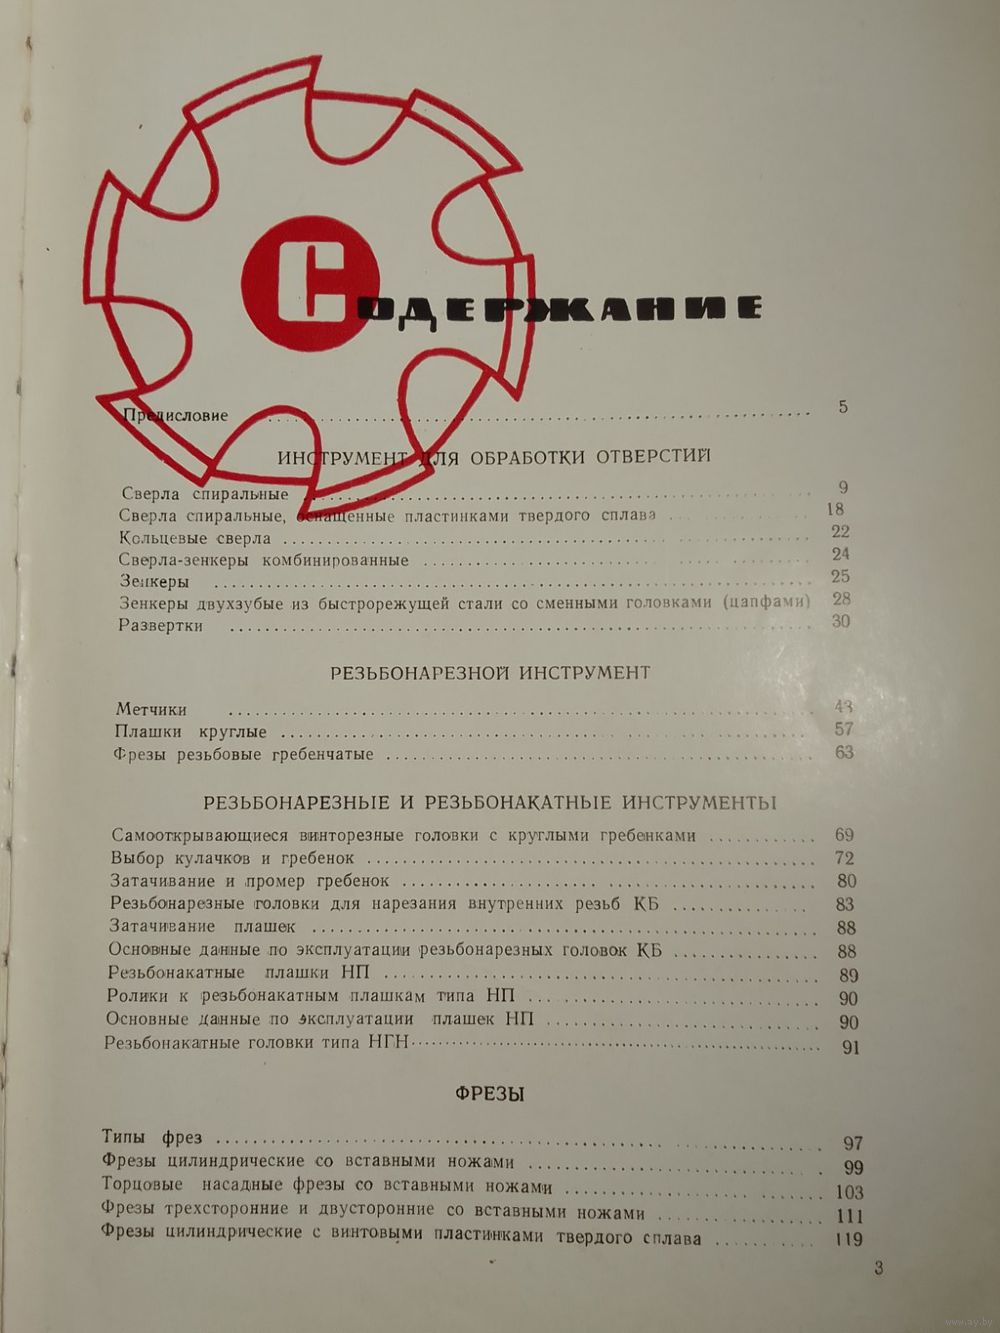 Содержание
Предисловие ........ 5
ИНСТРУМЕНТ ДЛЯ ОБРАБОТКИ ОТВЕРСТИЙ
Сверла спиральные ........ 9
Сверла спиральные, оснащенные пластинками твердого сплава ........ 18
Кольцевые сверла ........ 22
Сверла-зенкеры комбинированные ........ 24
Зенкеры ........ 25
Зенкеры двухзубые из быстрорежущей стали со сменными головками (цапфами) 28
Развертки ........ 30
РЕЗЬБОНАРЕЗНОЙ ИНСТРУМЕНТ
Метчики ........ 43
Плашки круглые ........ 57
Фрезы резьбовые гребенчатые ........ 63
РЕЗЬБОНАРЕЗНЫЕ И РЕЗЬБОНАКАТНЫЕ ИНСТРУМЕНТЫ
Самооткрывающиеся винторезные головки с круглыми гребенками ........ 69
Выбор кулачков и гребенок ........ 72
Затачивание и промер гребенок ........ 80
Резьбонарезные головки для нарезания внутренних резьб КБ ........ 83
Затачивание плашек ........ 88
Основные данные по эксплуатации резьбонарезных головок КБ ........ 88
Резьбонакатные плашки НП ........ 89
Ролики к резьбонакатным плашкам типа НП ........ 90
Основные данные по эксплуатации плашек НП ........ 90
Резьбонакатные головки типа НГН ........ 91
ФРЕЗЫ
Типы фрез ........ 97
Фрезы цилиндрические со вставными ножами ........ 99
Торцовые насадные фрезы со вставными ножами ........ 103
Фрезы трехсторонние и двусторонние со вставными ножами ........ 111
Фрезы цилиндрические с винтовыми пластинками твердого сплава ........ 119
3
www.ay.by